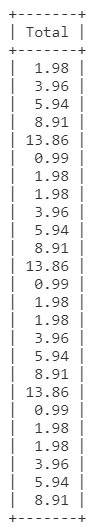 +-------+
| Total |
+-------+
|  1.98 |
|  3.96 |
|  5.94 |
|  8.91 |
| 13.86 |
|  0.99 |
|  1.98 |
|  1.98 |
|  3.96 |
|  5.94 |
|  8.91 |
| 13.86 |
|  0.99 |
|  1.98 |
|  1.98 |
|  3.96 |
|  5.94 |
|  8.91 |
| 13.86 |
|  0.99 |
|  1.98 |
|  1.98 |
|  3.96 |
|  5.94 |
|  8.91 |
+-------+